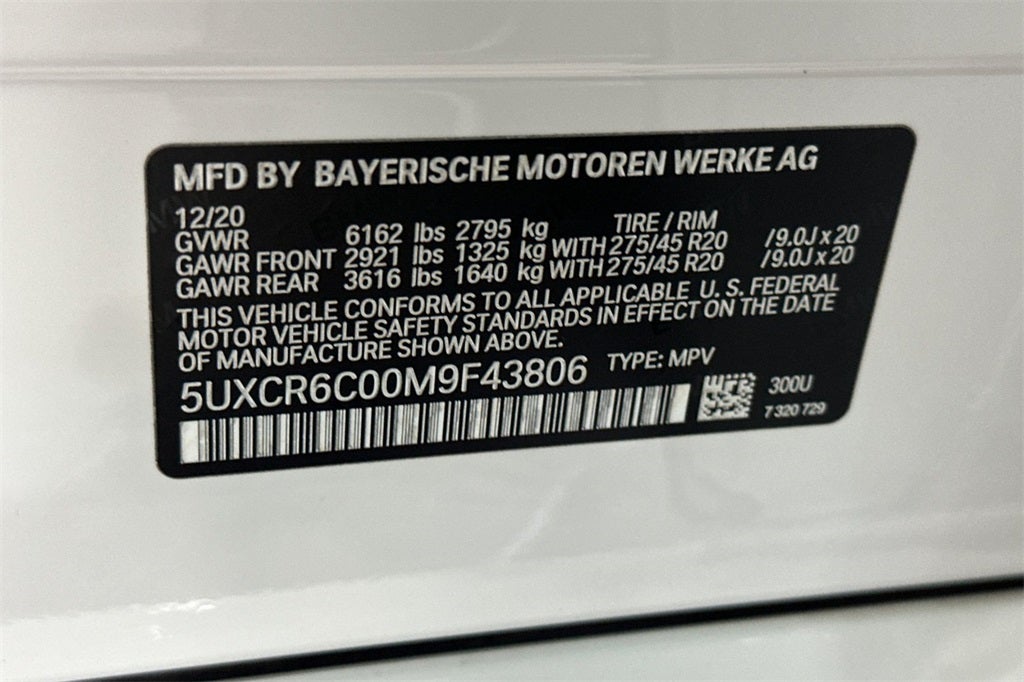 MFD BY BAYERISCHE MOTOREN WERKE AG
12/20 TIRE / RIM
GVWR 6162 lbs 2795 kg
GAWR FRONT 2921 lbs 1325 kg WITH 275/45 R20 /9.0J x 20
GAWR REAR 3616 lbs 1640 kg WITH 275/45 R20 /9.0J x 20
THIS VEHICLE CONFORMS TO ALL APPLICABLE U. S. FEDERAL
MOTOR VEHICLE SAFETY STANDARDS IN EFFECT ON THE DATE
OF MANUFACTURE SHOWN ABOVE.
5UXCR6C00M9F43806 TYPE: MPV
300U
7 320 729